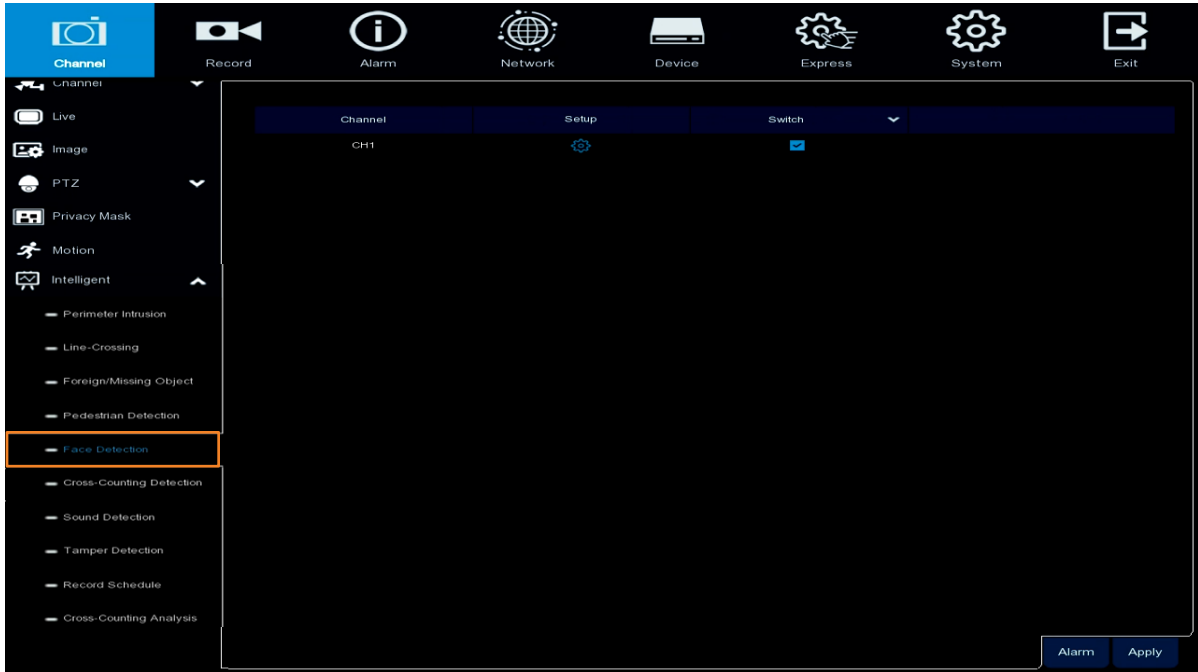 Channel
Record
Alarm
Network
Device
Express
System
Exit
Channel
Live
Image
PTZ
Privacy Mask
Motion
Intelligent
Perimeter Intrusion
Line-Crossing
Foreign/Missing Object
Pedestrian Detection
Face Detection
Cross-Counting Detection
Sound Detection
Tamper Detection
Record Schedule
Cross-Counting Analysis
Channel Setup Switch
CH1
Alarm Apply